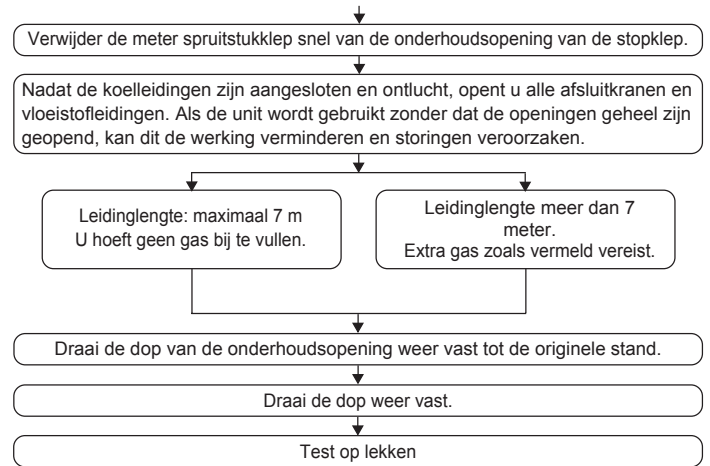 Verwijder de meter spruitstukklep snel van de onderhoudsopening van de stopklep.
Nadat de koelleidingen zijn aangesloten en ontlucht, opent u alle afsluitkranen en
vloeistofleidingen. Als de unit wordt gebruikt zonder dat de openingen geheel zijn
geopend, kan dit de werking verminderen en storingen veroorzaken.
Leidinglengte: maximaal 7 m
U hoeft geen gas bij te vullen.
Leidinglengte meer dan 7
meter.
Extra gas zoals vermeld vereist.
Draai de dop van de onderhoudsopening weer vast tot de originele stand.
Draai de dop weer vast.
Test op lekken